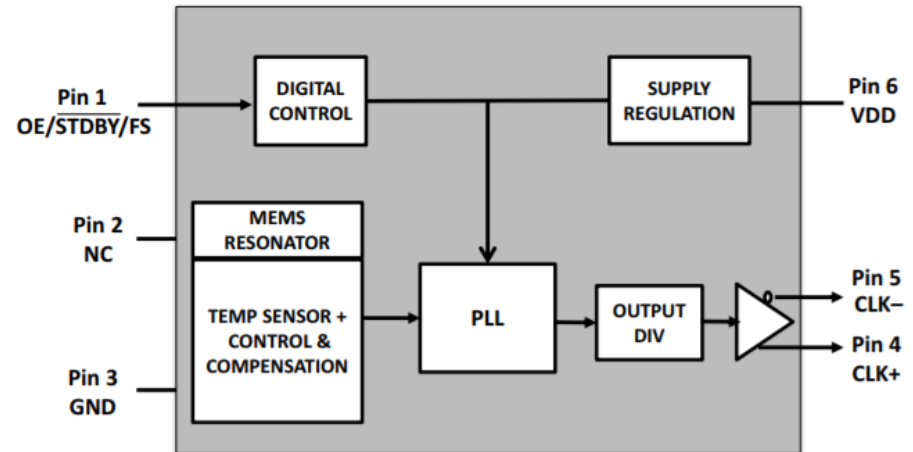 Pin 1
OE/STDBY/FS
DIGITAL
CONTROL
SUPPLY
REGULATION
Pin 6
VDD
Pin 2
NC
MEMS
RESONATOR
TEMP SENSOR +
CONTROL &
COMPENSATION
PLL
OUTPUT
DIV
Pin 5
CLK–
Pin 4
CLK+
Pin 3
GND